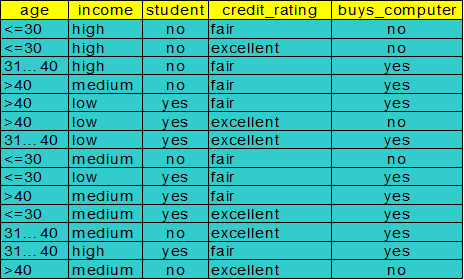 age income student credit_rating buys_computer
<=30 high no fair no
<=30 high no excellent no
31…40 high no fair yes
>40 medium no fair yes
>40 low yes fair yes
>40 low yes excellent no
31…40 low yes excellent yes
<=30 medium no fair no
<=30 low yes fair yes
>40 medium yes fair yes
<=30 medium yes excellent yes
31…40 medium no excellent yes
31…40 high yes fair yes
>40 medium no excellent no